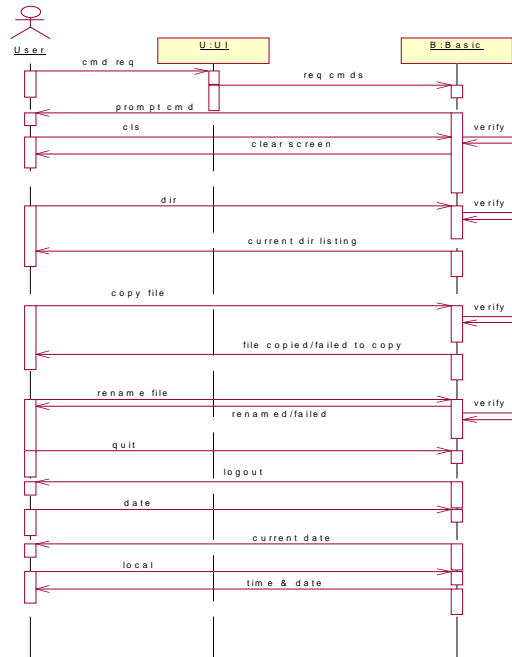 User
U:UI
B:Basic
cmd req
req cmds
prompt cmd
cls
verify
clear screen
dir
verify
current dir listing
copy file
verify
file copied/failed to copy
rename file
verify
renamed/failed
quit
logout
date
current date
local
time & date